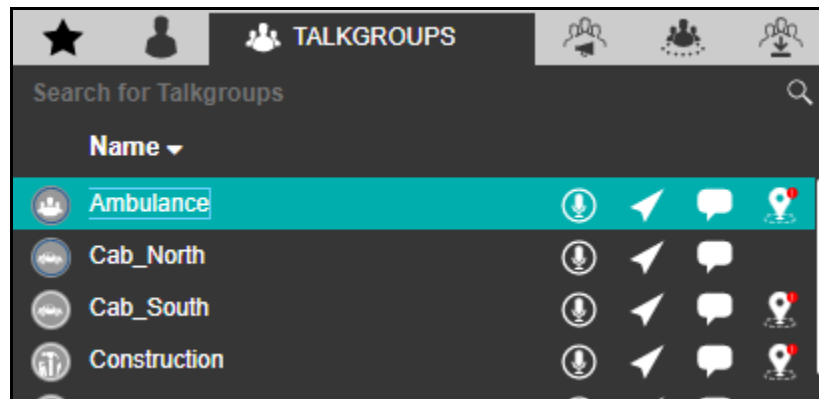 TALKGROUPS
Search for Talkgroups
Name
Ambulance
Cab_North
Cab_South
Construction